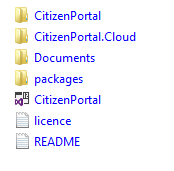 CitizenPortal
CitizenPortal.Cloud
Documents
packages
CitizenPortal
licence
README